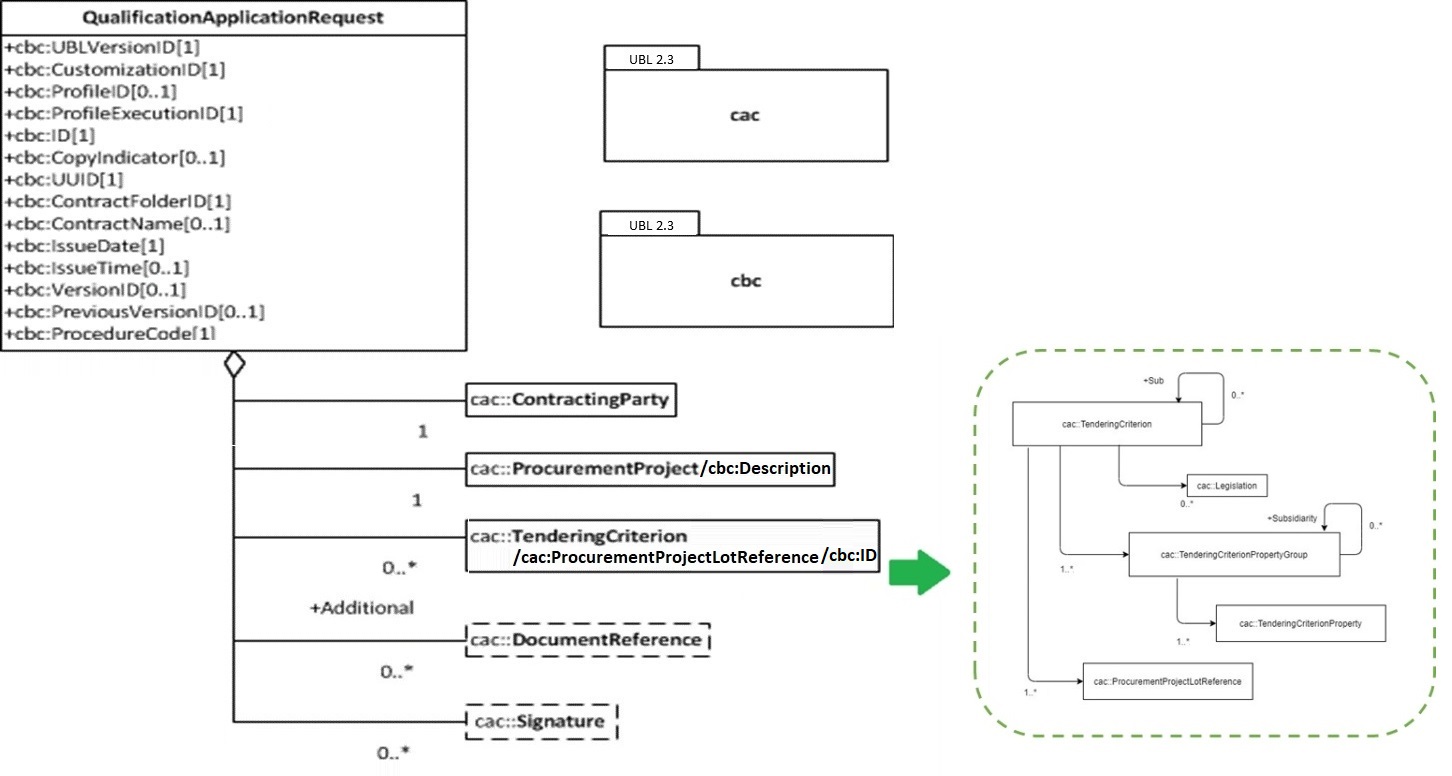 QualificationApplicationRequest
+cbc:UBLVersionID[1]
+cbc:CustomizationID[1]
+cbc:ProfileID[0..1]
+cbc:ProfileExecutionID[1]
+cbc:ID[1]
+cbc:CopyIndicator[0..1]
+cbc:UUID[1]
+cbc:ContractFolderID[1]
+cbc:ContractName[0..1]
+cbc:IssueDate[1]
+cbc:IssueTime[0..1]
+cbc:VersionID[0..1]
+cbc:PreviousVersionID[0..1]
+cbc:ProcedureCode[1]
UBL 2.3
cac
UBL 2.3
cbc
cac::ContractingParty
1
cac::ProcurementProject/cbc:Description
1
cac::TenderingCriterion
/cac:ProcurementProjectLotReference/cbc:ID
0..*
+Additional
cac::DocumentReference
0..*
cac::Signature
0..*
+Sub
0..*
cac::TenderingCriterion
cac::Legislation
0..*
+Subsidiarity
0..*
cac::TenderingCriterionPropertyGroup
1..*
cac::TenderingCriterionProperty
1..*
cac::ProcurementProjectLotReference
1..*